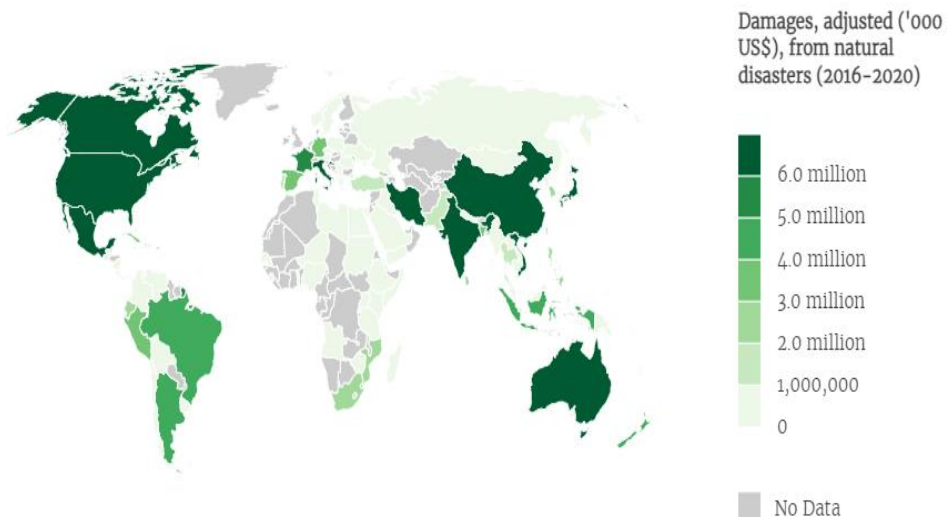 Damages, adjusted ('000
US$), from natural
disasters (2016-2020)
6.0 million
5.0 million
4.0 million
3.0 million
2.0 million
1,000,000
0
No Data